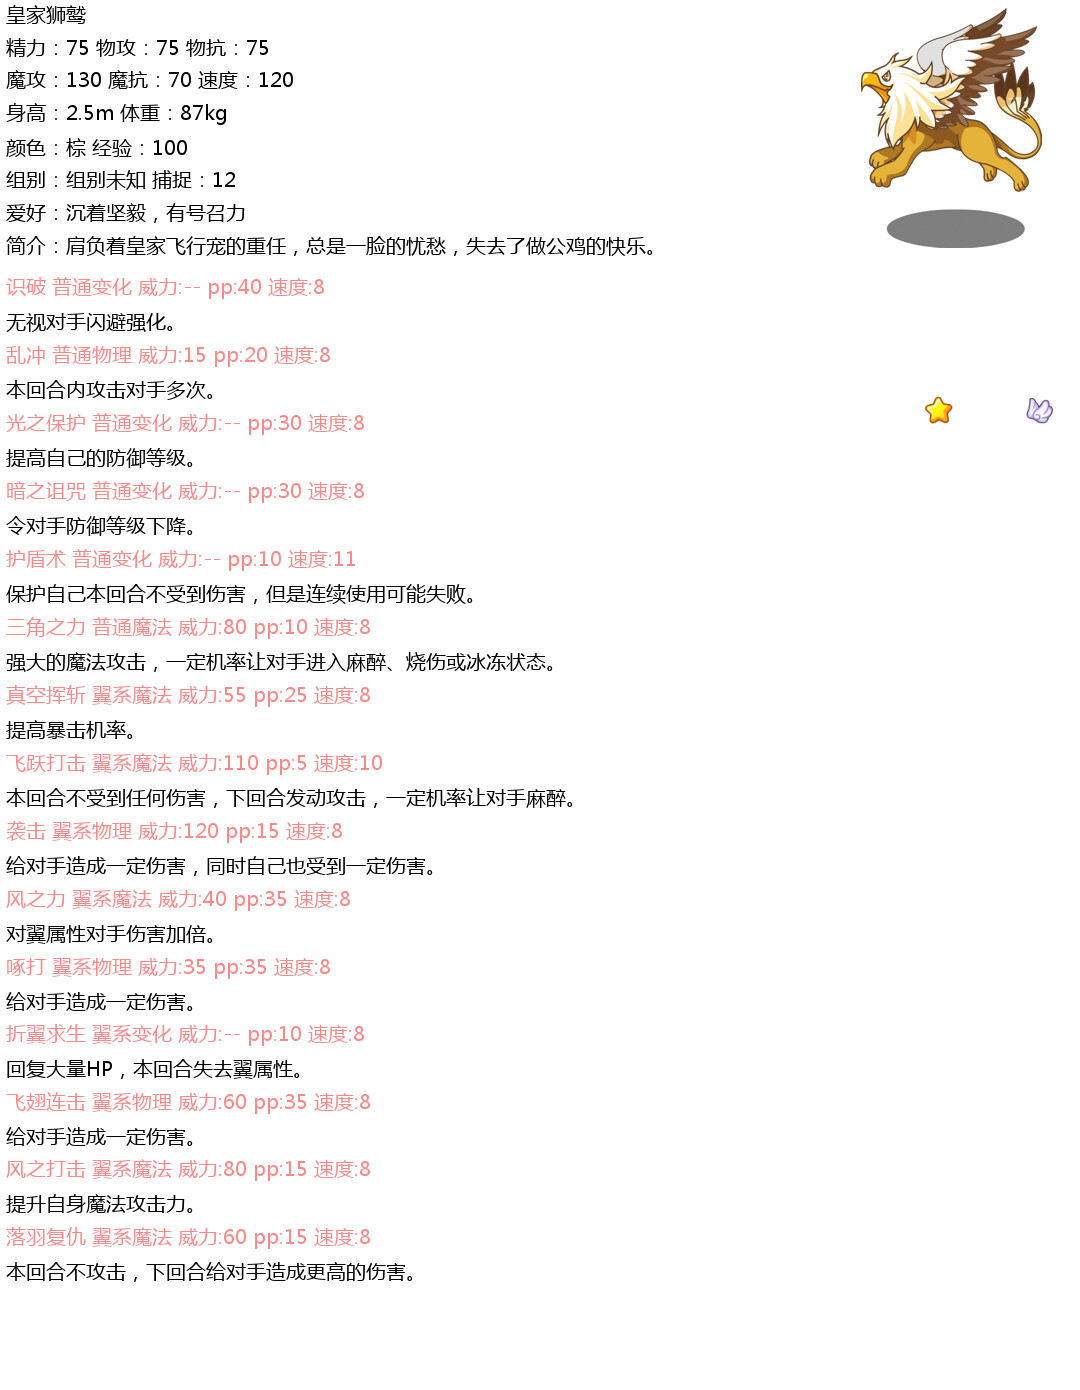 皇家狮鹫
精力：75 物攻：75 物抗：75
魔攻：130 魔抗：70 速度：120
身高：2.5m 体重：87kg
颜色：棕 经验：100
组别：组别未知 捕捉：12
爱好：沉着坚毅，有号召力
简介：肩负着皇家飞行宠的重任，总是一脸的忧愁，失去了做公鸡的快乐。
识破 普通变化 威力:-- pp:40 速度:8
无视对手闪避强化。
乱冲 普通物理 威力:15 pp:20 速度:8
本回合内攻击对手多次。
光之保护 普通变化 威力:-- pp:30 速度:8
提高自己的防御等级。
暗之诅咒 普通变化 威力:-- pp:30 速度:8
令对手防御等级下降。
护盾术 普通变化 威力:-- pp:10 速度:11
保护自己本回合不受到伤害，但是连续使用可能失败。
三角之力 普通魔法 威力:80 pp:10 速度:8
强大的魔法攻击，一定机率让对手进入麻醉、烧伤或冰冻状态。
真空挥斩 翼系魔法 威力:55 pp:25 速度:8
提高暴击机率。
飞跃打击 翼系魔法 威力:110 pp:5 速度:10
本回合不受到任何伤害，下回合发动攻击，一定机率让对手麻醉。
袭击 翼系物理 威力:120 pp:15 速度:8
给对手造成一定伤害，同时自己也受到一定伤害。
风之力 翼系魔法 威力:40 pp:35 速度:8
对翼属性对手伤害加倍。
啄打 翼系物理 威力:35 pp:35 速度:8
给对手造成一定伤害。
折翼求生 翼系变化 威力:-- pp:10 速度:8
回复大量HP，本回合失去翼属性。
飞翅连击 翼系物理 威力:60 pp:35 速度:8
给对手造成一定伤害。
风之打击 翼系魔法 威力:80 pp:15 速度:8
提升自身魔法攻击力。
落羽复仇 翼系魔法 威力:60 pp:15 速度:8
本回合不攻击，下回合给对手造成更高的伤害。